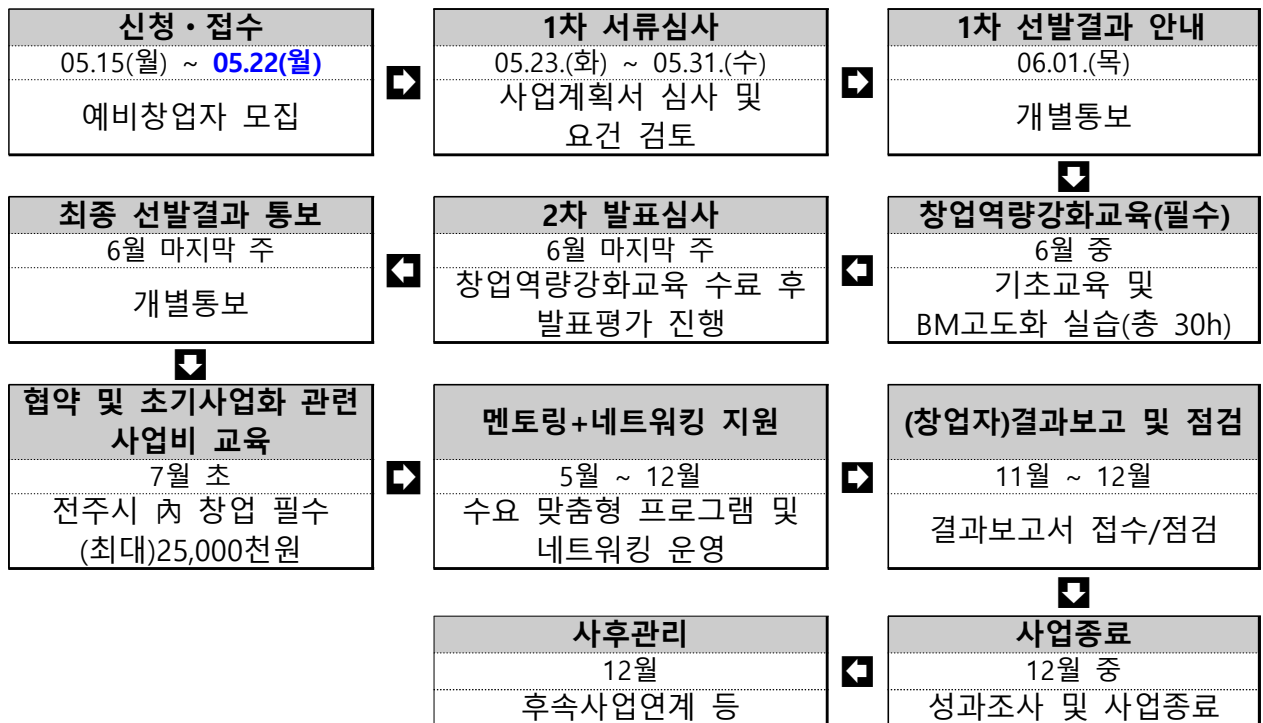 신청・접수
05.15(월) ~ 05.22(월)
예비창업자 모집
1차 서류심사
05.23.(화) ~ 05.31.(수)
사업계획서 심사 및
요건 검토
1차 선발결과 안내
06.01.(목)
개별통보
창업역량강화교육(필수)
6월 중
기초교육 및
BM고도화 실습(총 30h)
2차 발표심사
6월 마지막 주
창업역량강화교육 수료 후
발표평가 진행
최종 선발결과 통보
6월 마지막 주
개별통보
협약 및 초기사업화 관련
사업비 교육
7월 초
전주시 內 창업 필수
(최대)25,000천원
멘토링+네트워킹 지원
5월 ~ 12월
수요 맞춤형 프로그램 및
네트워킹 운영
(창업자)결과보고 및 점검
11월 ~ 12월
결과보고서 접수/점검
사업종료
12월 중
성과조사 및 사업종료
사후관리
12월
후속사업연계 등